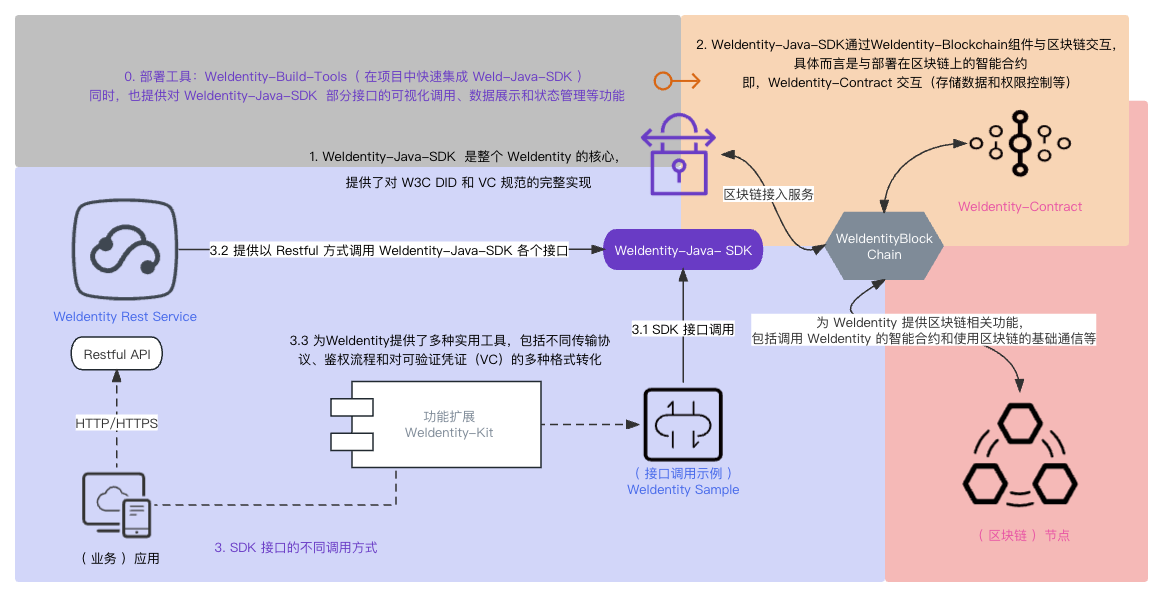 0. 部署工具：WeIdentity-Build-Tools（ 在项目中快速集成 WeId-Java-SDK ）
同时，也提供对 WeIdentity-Java-SDK 部分接口的可视化调用、数据展示和状态管理等功能
2. WeIdentity-Java-SDK通过WeIdentity-Blockchain组件与区块链交互，
具体而言是与部署在区块链上的智能合约
即，WeIdentity-Contract 交互（存储数据和权限控制等）
1. WeIdentity-Java-SDK 是整个 WeIdentity 的核心，
提供了对 W3C DID 和 VC 规范的完整实现
区块链接入服务
WeIdentity-Contract
WeIdentityBlock
Chain
3.2 提供以 Restful 方式调用 WeIdentity-Java-SDK 各个接口
WeIdentity-Java- SDK
WeIdentity Rest Service
Restful API
3.3 为WeIdentity提供了多种实用工具，包括不同传输协
议、鉴权流程和对可验证凭证（VC）的多种格式转化
3.1 SDK 接口调用
为 WeIdentity 提供区块链相关功能，
包括调用 WeIdentity 的智能合约和使用区块链的基础通信等
HTTP/HTTPS
功能扩展
WeIdentity-Kit
（ 接口调用示例 ）
WeIdentity Sample
（ 业务 ）应用
3. SDK 接口的不同调用方式
（ 区块链 ）节点